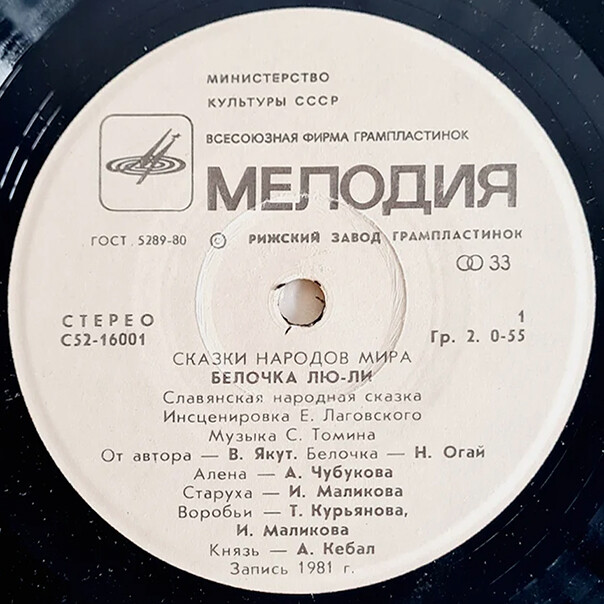 МИНИСТЕРСТВО
КУЛЬТУРЫ СССР
ВСЕСОЮЗНАЯ ФИРМА ГРАМПЛАСТИНОК
МЕЛОДИЯ
ГОСТ 5289-80 © РИЖСКИЙ ЗАВОД ГРАМПЛАСТИНОК
33
СТЕРЕО 1
С52-16001 Гр. 2. 0-55
СКАЗКИ НАРОДОВ МИРА
БЕЛОЧКА ЛЮ-ЛИ
Славянская народная сказка
Инсценировка Е. Лаговского
Музыка С. Томина
От автора — В. Якут. Белочка — Н. Огай
Алена — А. Чубукова
Старуха — И. Маликова
Воробьи — Т. Курьянова,
И. Маликова
Князь — А. Кебал
Запись 1981 г.